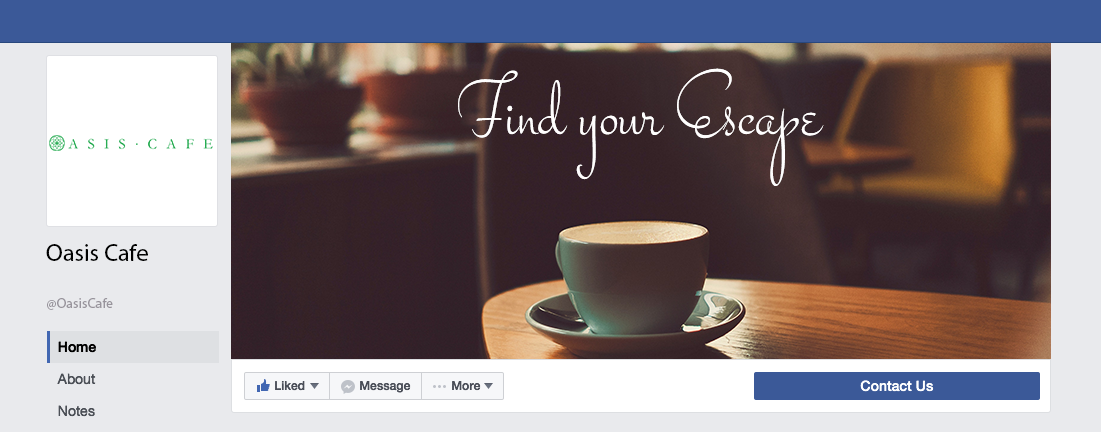 ASIS · CAFE
Find your Escape
Oasis Cafe
@OasisCafe
Home
About
Notes
Liked
Message
More
Contact Us